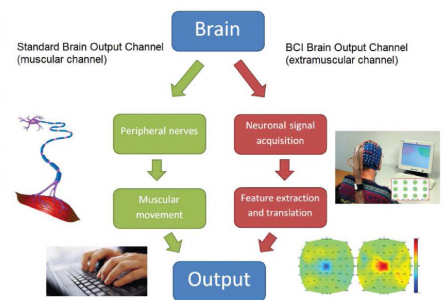 Brain
Standard Brain Output Channel
(muscular channel)
BCI Brain Output Channel
(extramuscular channel)
Peripheral nerves
Neuronal signal
acquisition
Muscular
movement
Feature extraction
and translation
Output